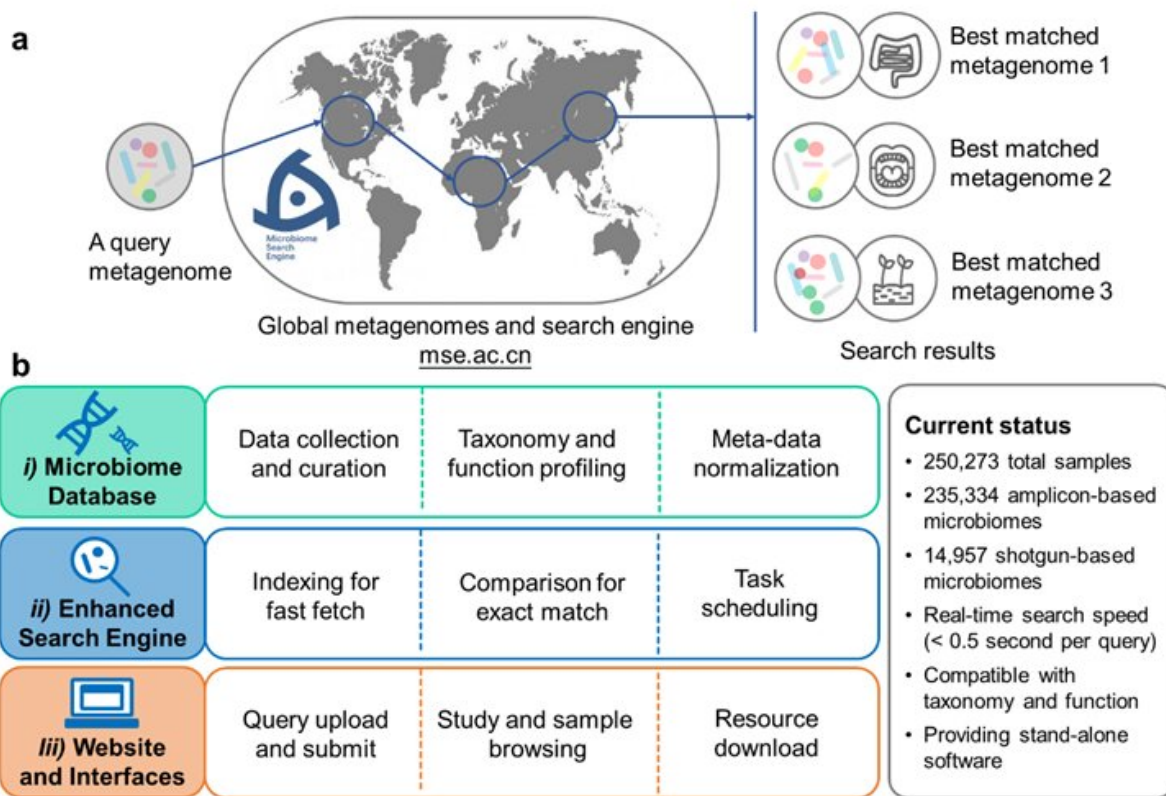 a
A query
metagenome
Microbiome
Search
Engine
Global metagenomes and search engine
mse.ac.cn
Best matched
metagenome 1
Best matched
metagenome 2
Best matched
metagenome 3
Search results
b
i) Microbiome
Database
Data collection
and curation
Taxonomy and
function profiling
Meta-data
normalization
ii) Enhanced
Search Engine
Indexing for
fast fetch
Comparison for
exact match
Task
scheduling
Iii) Website
and Interfaces
Query upload
and submit
Study and sample
browsing
Resource
download
Current status
• 250,273 total samples
• 235,334 amplicon-based
microbiomes
• 14,957 shotgun-based
microbiomes
• Real-time search speed
(< 0.5 second per query)
• Compatible with
taxonomy and function
• Providing stand-alone
software